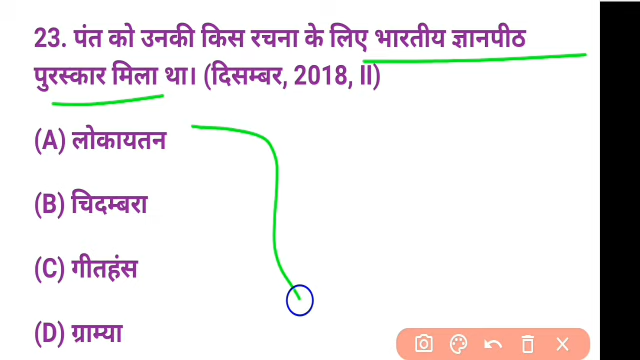 23. पंत को उनकी किस रचना के लिए भारतीय ज्ञानपीठ
पुरस्कार मिला था। (दिसम्बर, 2018, II)
(A) लोकायतन
(B) चिदम्बरा
(C) गीतहंस
(D) ग्राम्या